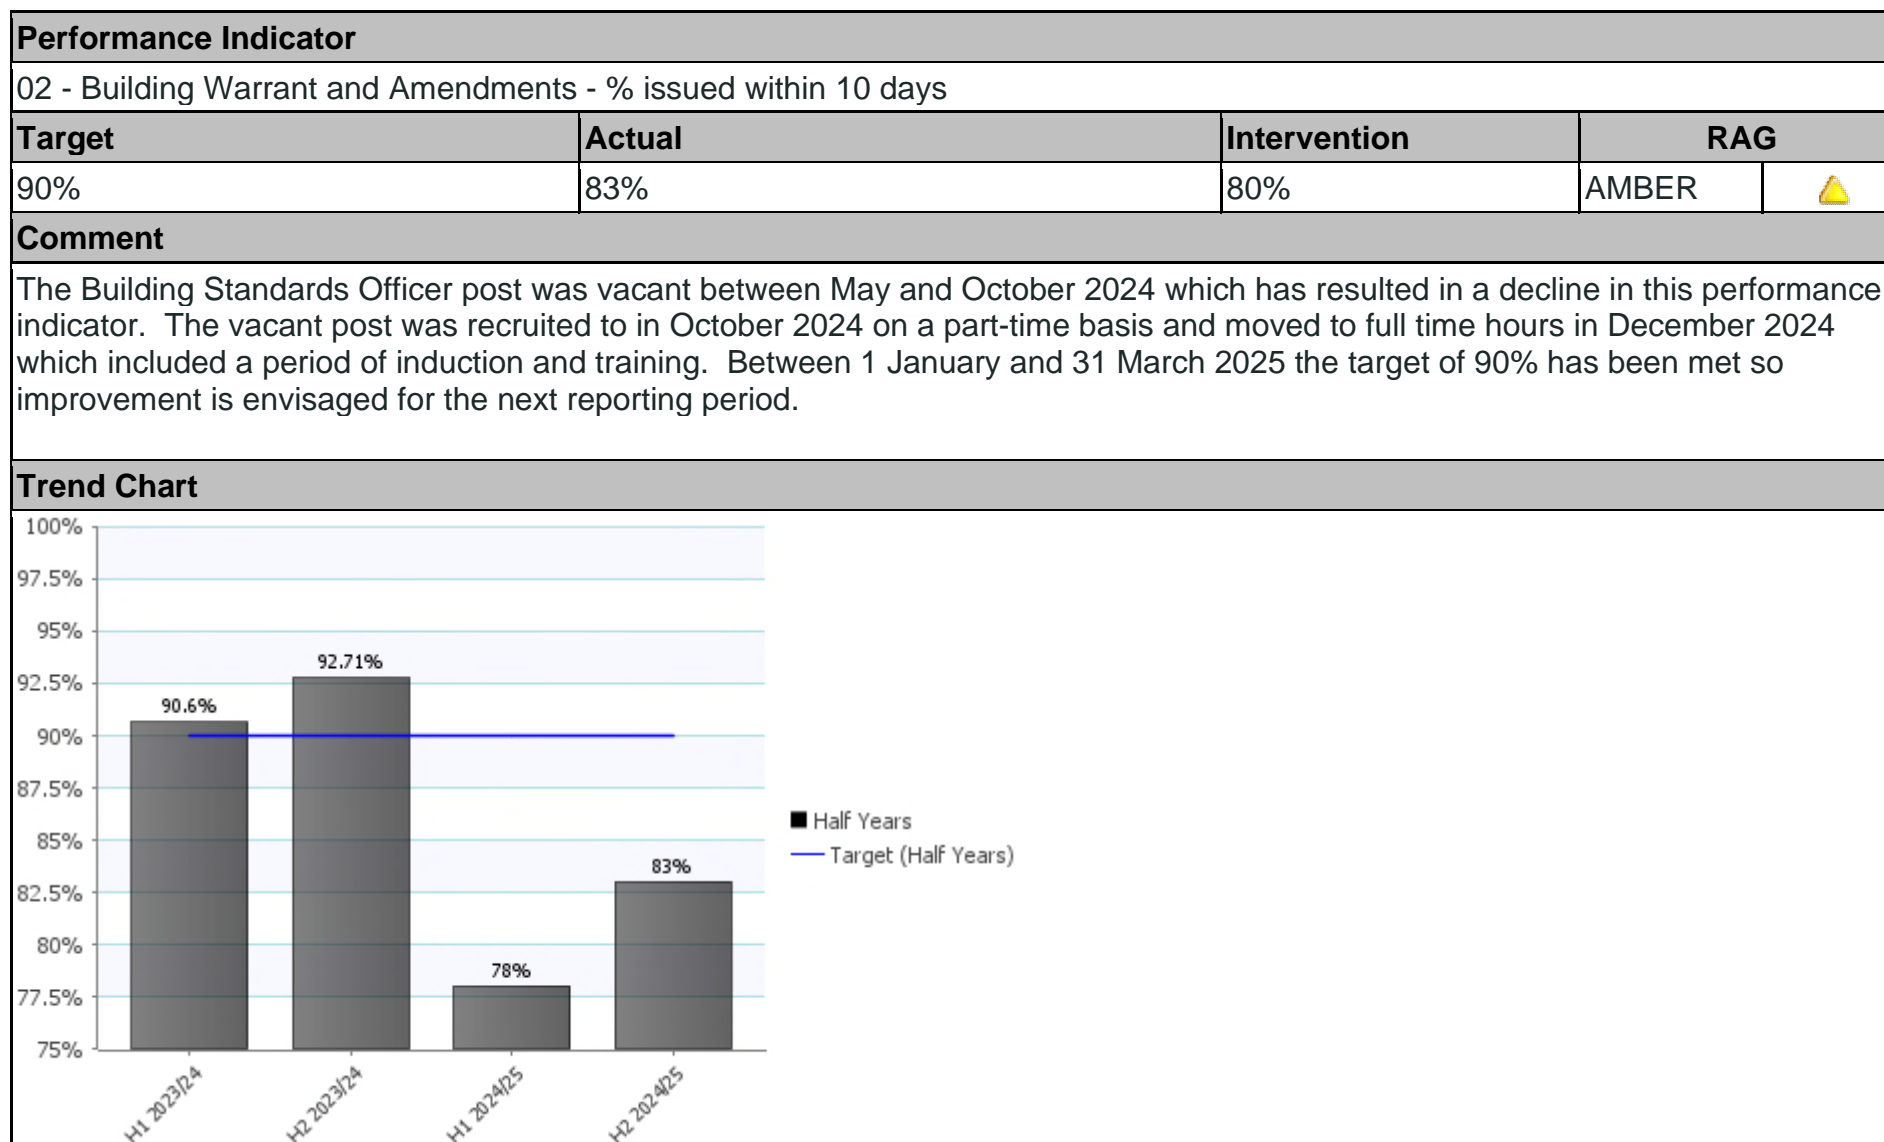 Performance Indicator
02 - Building Warrant and Amendments - % issued within 10 days
Target Actual Intervention RAG
90% 83% 80% AMBER
Comment
The Building Standards Officer post was vacant between May and October 2024 which has resulted in a decline in this performance
indicator.  The vacant post was recruited to in October 2024 on a part-time basis and moved to full time hours in December 2024
which included a period of induction and training.  Between 1 January and 31 March 2025 the target of 90% has been met so
improvement is envisaged for the next reporting period.
Trend Chart
100%
97.5%
95%
92.5%
90%
87.5%
85%
82.5%
80%
77.5%
75%
90.6%
92.71%
78%
83%
H1 2023/24
H2 2023/24
H1 2024/25
H2 2024/25
Half Years
Target (Half Years)